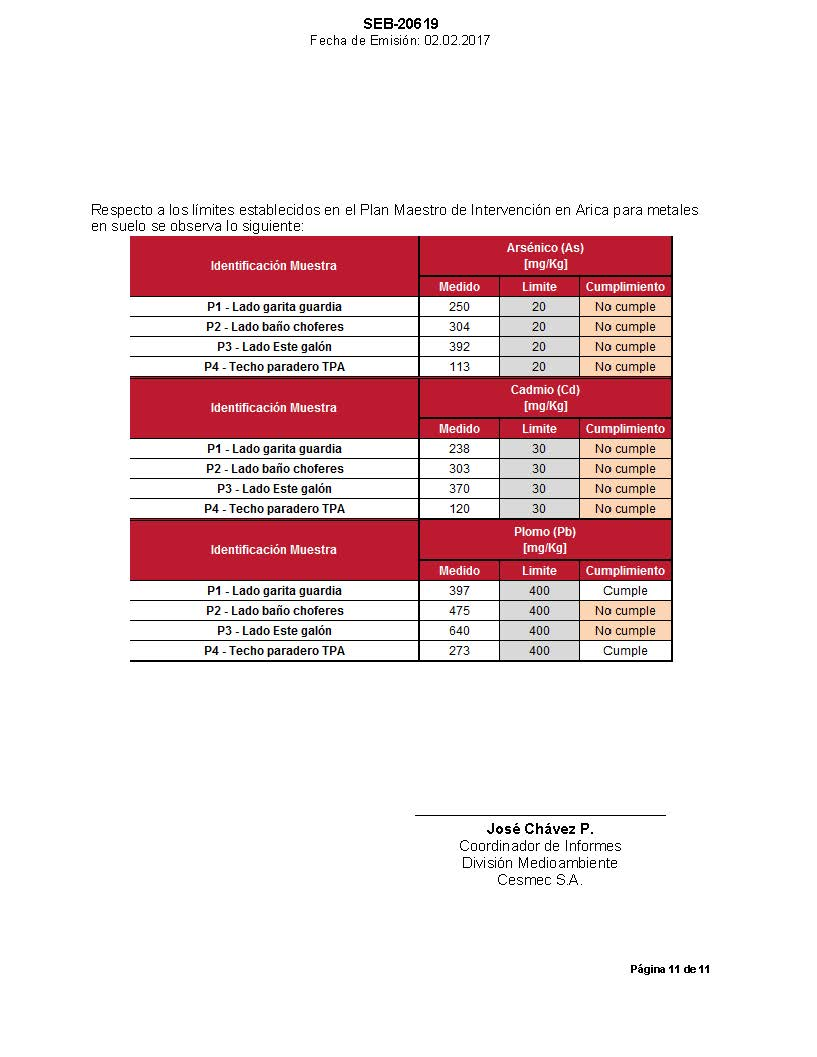 SEB-20619
Fecha de Emisión: 02.02.2017
Respecto a los límites establecidos en el Plan Maestro de Intervención en Arica para metales
en suelo se observa lo siguiente:
Identificación Muestra
Arsénico (As)
[mg/Kg]
Medido Limite Cumplimiento
P1 - Lado garita guardia 250 20 No cumple
P2 - Lado baño choferes 304 20 No cumple
P3 - Lado Este galón 392 20 No cumple
P4 - Techo paradero TPA 113 20 No cumple
Identificación Muestra
Cadmio (Cd)
[mg/Kg]
Medido Limite Cumplimiento
P1 - Lado garita guardia 238 30 No cumple
P2 - Lado baño choferes 303 30 No cumple
P3 - Lado Este galón 370 30 No cumple
P4 - Techo paradero TPA 120 30 No cumple
Identificación Muestra
Plomo (Pb)
[mg/Kg]
Medido Limite Cumplimiento
P1 - Lado garita guardia 397 400 Cumple
P2 - Lado baño choferes 475 400 No cumple
P3 - Lado Este galón 640 400 No cumple
P4 - Techo paradero TPA 273 400 Cumple
José Chávez P.
Coordinador de Informes
División Medioambiente
Cesmec S.A.
Página 11 de 11